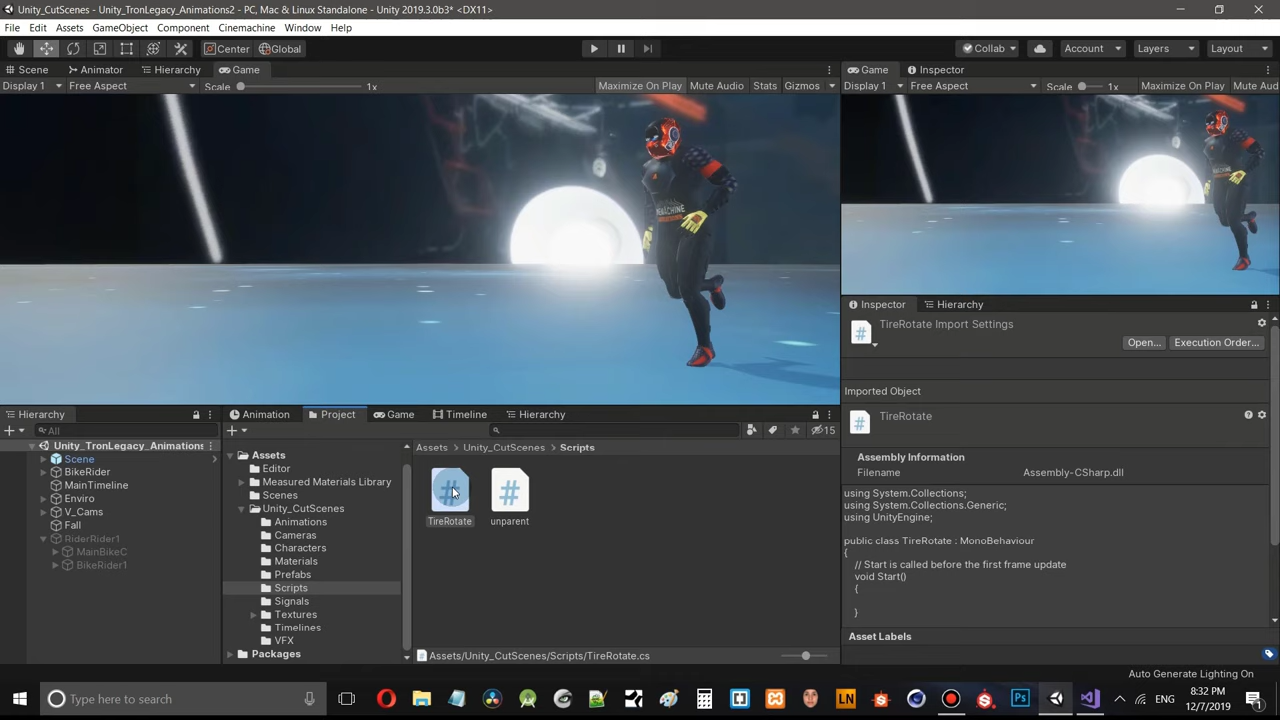 Unity_CutScenes - Unity_TronLegacy_Animations2 - PC, Mac & Linux Standalone - Unity 2019.3.0b3* <DX11>
File Edit Assets GameObject Component Cinemachine Window Help
Center Global Collab Account Layers Layout
Scene Animator Hierarchy Game
Display 1 Free Aspect Scale 1x Maximize On Play Mute Audio Stats Gizmos
Game Inspector
Display 1 Free Aspect Scale 1x Maximize On Play Mute Aud
Inspector Hierarchy
TireRotate Import Settings
Open... Execution Order...
Imported Object
TireRotate
Assembly Information
Filename Assembly-CSharp.dll
using System.Collections;
using System.Collections.Generic;
using UnityEngine;
public class TireRotate : MonoBehaviour
{
// Start is called before the first frame update
void Start()
{
}
Asset Labels
Hierarchy
All
Unity_TronLegacy_Animations
Scene
BikeRider
MainTimeline
Enviro
V_Cams
Fall
RiderRider1
MainBikeC
BikeRider1
Animation Project Game Timeline Hierarchy
15
Assets
Editor
Measured Materials Library
Scenes
Unity_CutScenes
Animations
Cameras
Characters
Materials
Prefabs
Scripts
Signals
Textures
Timelines
VFX
Packages
Assets > Unity_CutScenes > Scripts
TireRotate unparent
Assets/Unity_CutScenes/Scripts/TireRotate.cs
Auto Generate Lighting On
Type here to search
LN
Ps
ENG
8:32 PM
12/7/2019
1